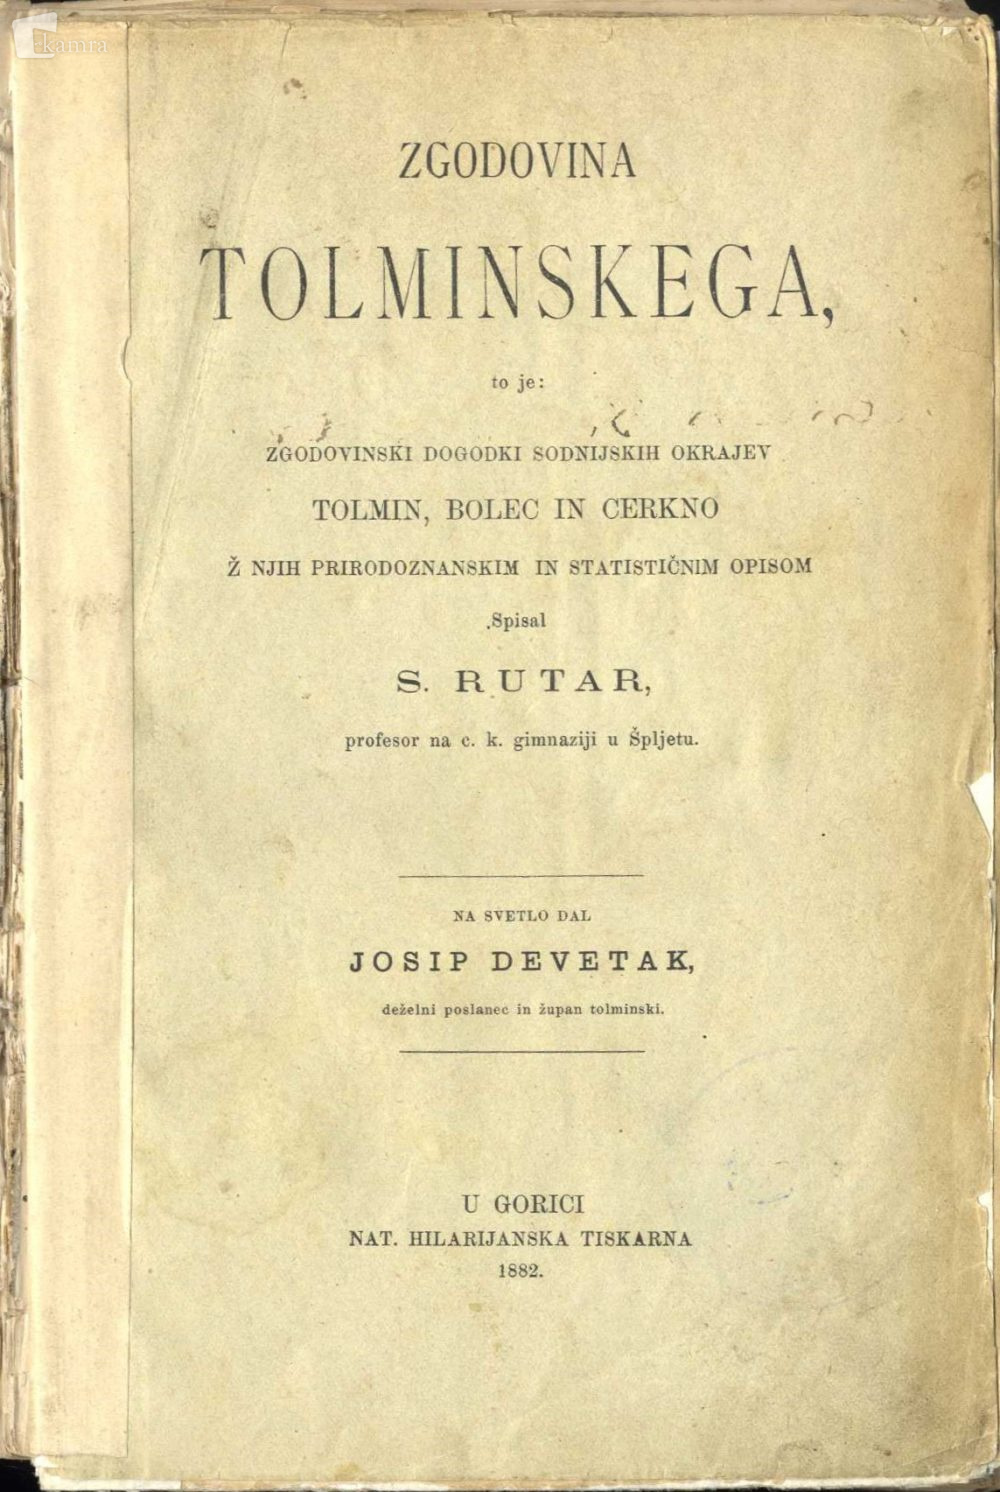 kamra
ZGODOVINA
TOLMINSKEGA,
to je:
ZGODOVINSKI DOGODKI SODNIJSKIH OKRAJEV
TOLMIN, BOLEC IN CERKNO
Ž NJIH PRIRODOZNANSKIM IN STATISTIČNIM OPISOM
Spisal
S. RUTAR,
profesor na c. k. gimnaziji u Špljetu.
NA SVETLO DAL
JOSIP DEVETAK,
deželni poslanec in župan tolminski.
U GORICI
NAT. HILARIJANSKA TISKARNA
1882.